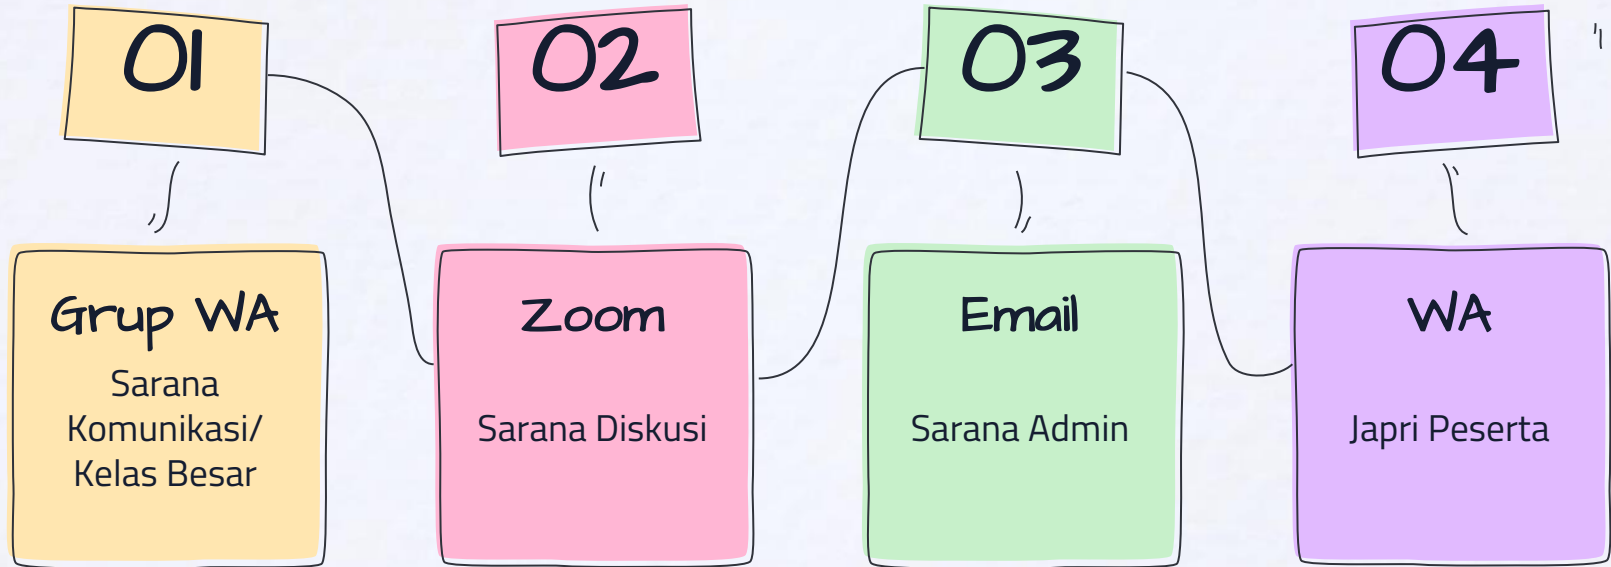 01
Grup WA
Sarana
Komunikasi/
Kelas Besar
02
Zoom
Sarana Diskusi
03
Email
Sarana Admin
04
WA
Japri Peserta